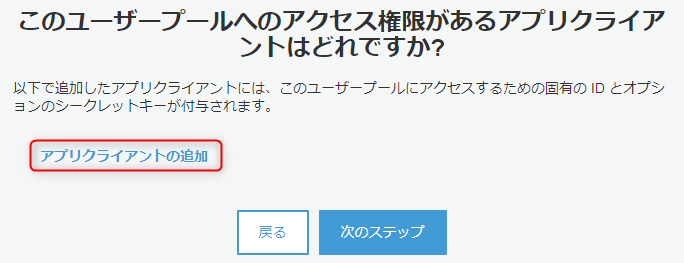 このユーザープールへのアクセス権限があるアプリクライア
ントはどれですか?
以下で追加したアプリクライアントには、このユーザープールにアクセスするための固有の ID とオプシ
ョンのシークレットキーが付与されます。
アプリクライアントの追加
戻る
次のステップ